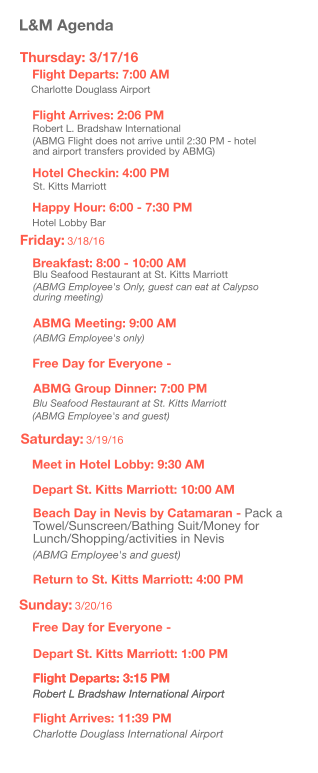 L&M Agenda
Thursday: 3/17/16
Flight Departs: 7:00 AM
Charlotte Douglass Airport
Flight Arrives: 2:06 PM
Robert L. Bradshaw International
(ABMG Flight does not arrive until 2:30 PM - hotel
and airport transfers provided by ABMG)
Hotel Checkin: 4:00 PM
St. Kitts Marriott
Happy Hour: 6:00 - 7:30 PM
Hotel Lobby Bar
Friday: 3/18/16
Breakfast: 8:00 - 10:00 AM
Blu Seafood Restaurant at St. Kitts Marriott
(ABMG Employee's Only, guest can eat at Calypso
during meeting)
ABMG Meeting: 9:00 AM
(ABMG Employee's only)
Free Day for Everyone -
ABMG Group Dinner: 7:00 PM
Blu Seafood Restaurant at St. Kitts Marriott
(ABMG Employee's and guest)
Saturday: 3/19/16
Meet in Hotel Lobby: 9:30 AM
Depart St. Kitts Marriott: 10:00 AM
Beach Day in Nevis by Catamaran - Pack a
Towel/Sunscreen/Bathing Suit/Money for
Lunch/Shopping/activities in Nevis
(ABMG Employee's and guest)
Return to St. Kitts Marriott: 4:00 PM
Sunday: 3/20/16
Free Day for Everyone -
Depart St. Kitts Marriott: 1:00 PM
Flight Departs: 3:15 PM
Robert L Bradshaw International Airport
Flight Arrives: 11:39 PM
Charlotte Douglass International Airport